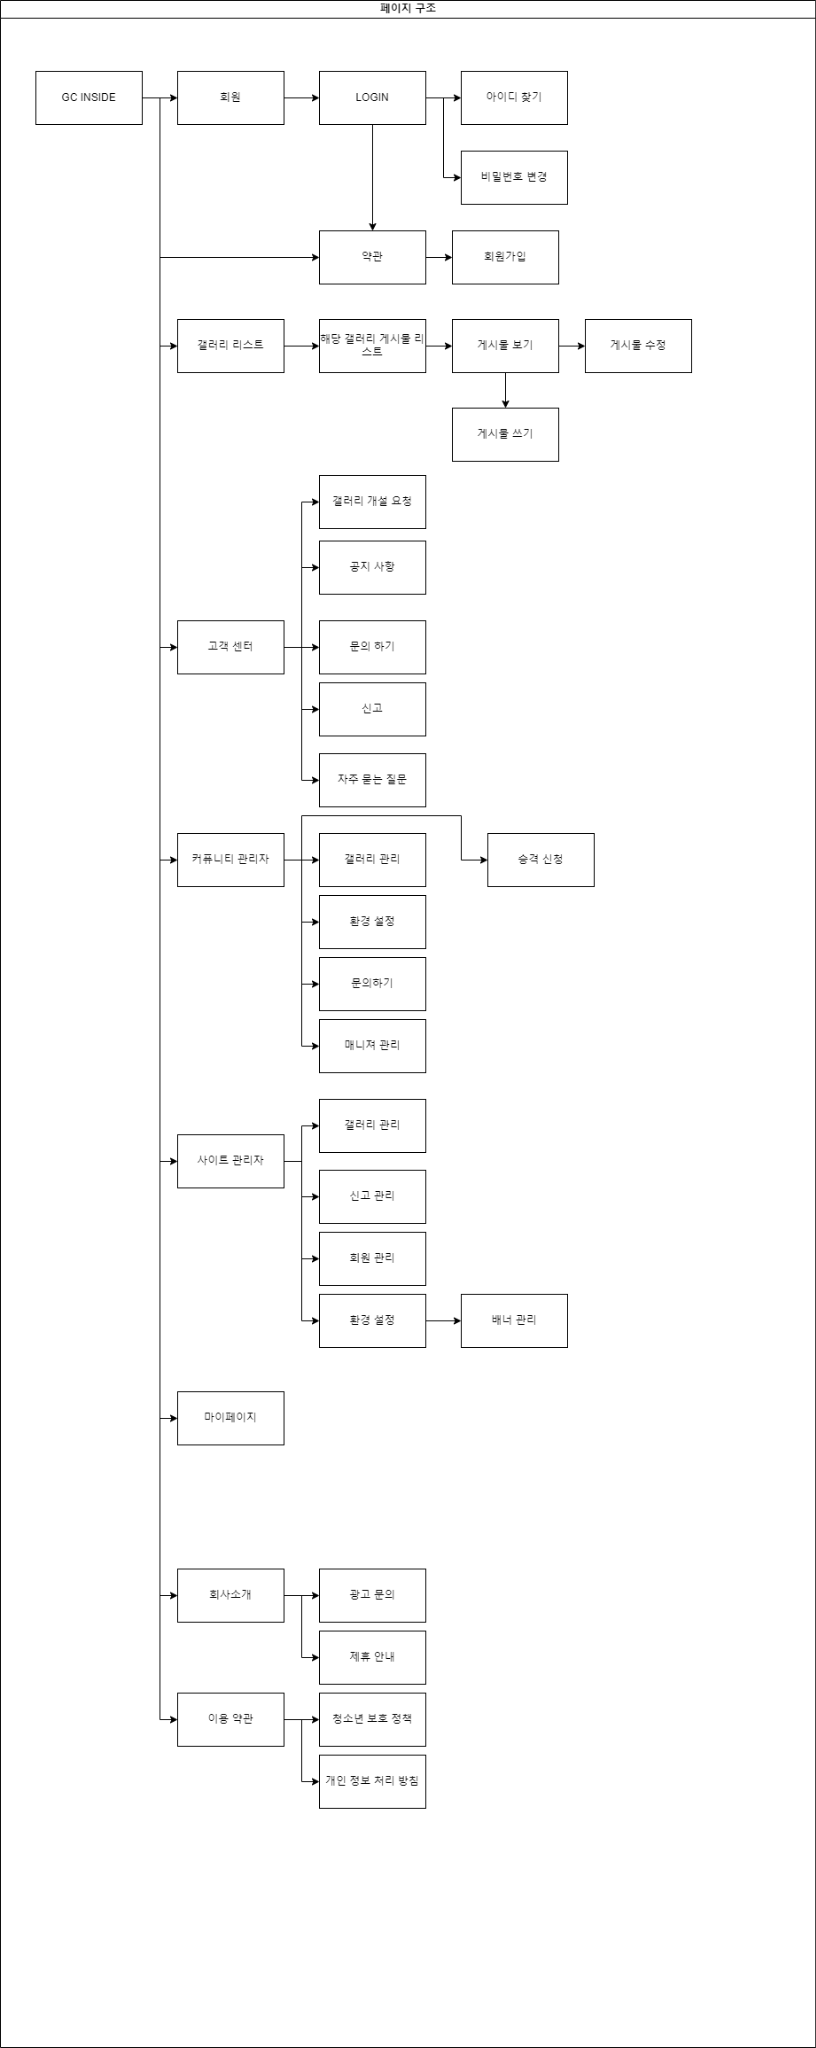 페이지 구조
GC INSIDE
회원
LOGIN
아이디 찾기
비밀번호 변경
약관
회원가입
갤러리 리스트
해당 갤러리 게시물 리
스트
게시물 보기
게시물 수정
게시물 쓰기
갤러리 개설 요청
공지 사항
고객 센터
문의 하기
신고
자주 묻는 질문
커퓨니티 관리자
갤러리 관리
승격 신청
환경 설정
문의하기
매니져 관리
갤러리 관리
사이트 관리자
신고 관리
회원 관리
환경 설정
배너 관리
마이페이지
회사소개
광고 문의
제휴 안내
이용 약관
청소년 보호 정책
개인 정보 처리 방침